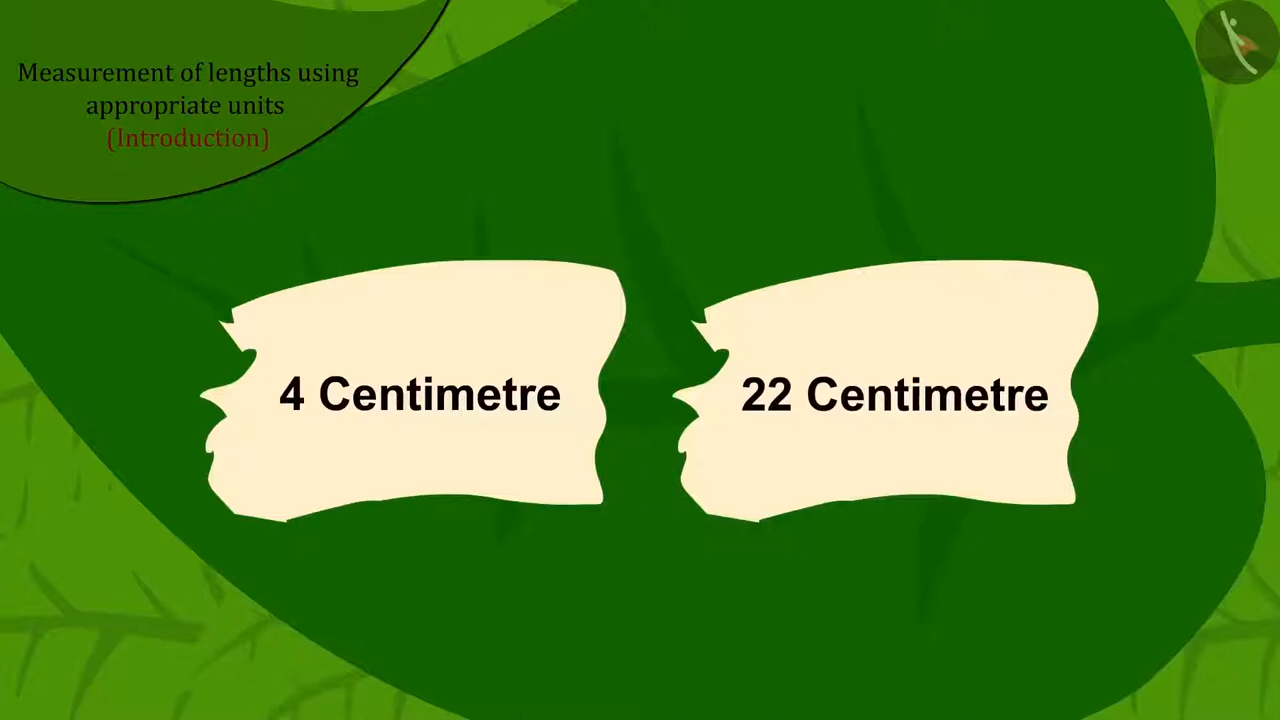 Measurement of lengths using
appropriate units
(Introduction)
4 Centimetre
22 Centimetre